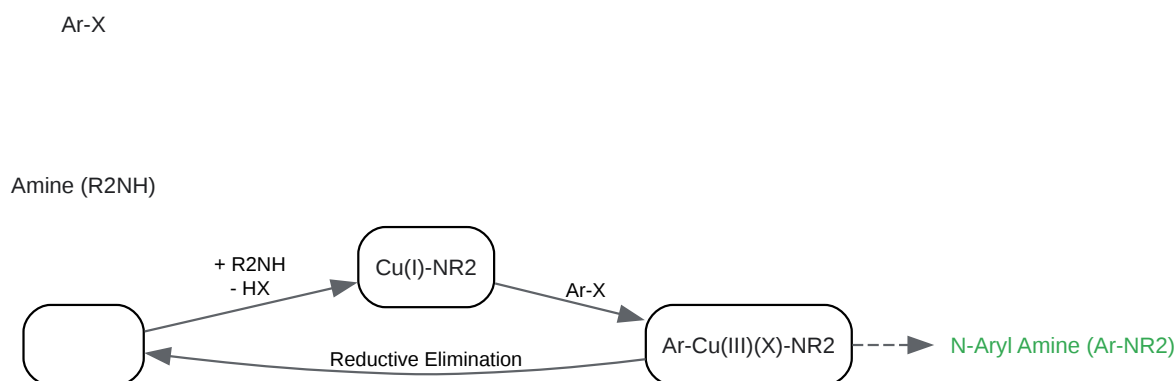 Ar-X
Amine (R2NH)
+ R2NH
- HX
Cu(I)-NR2
Ar-X
Ar-Cu(III)(X)-NR2
N-Aryl Amine (Ar-NR2)
Reductive Elimination